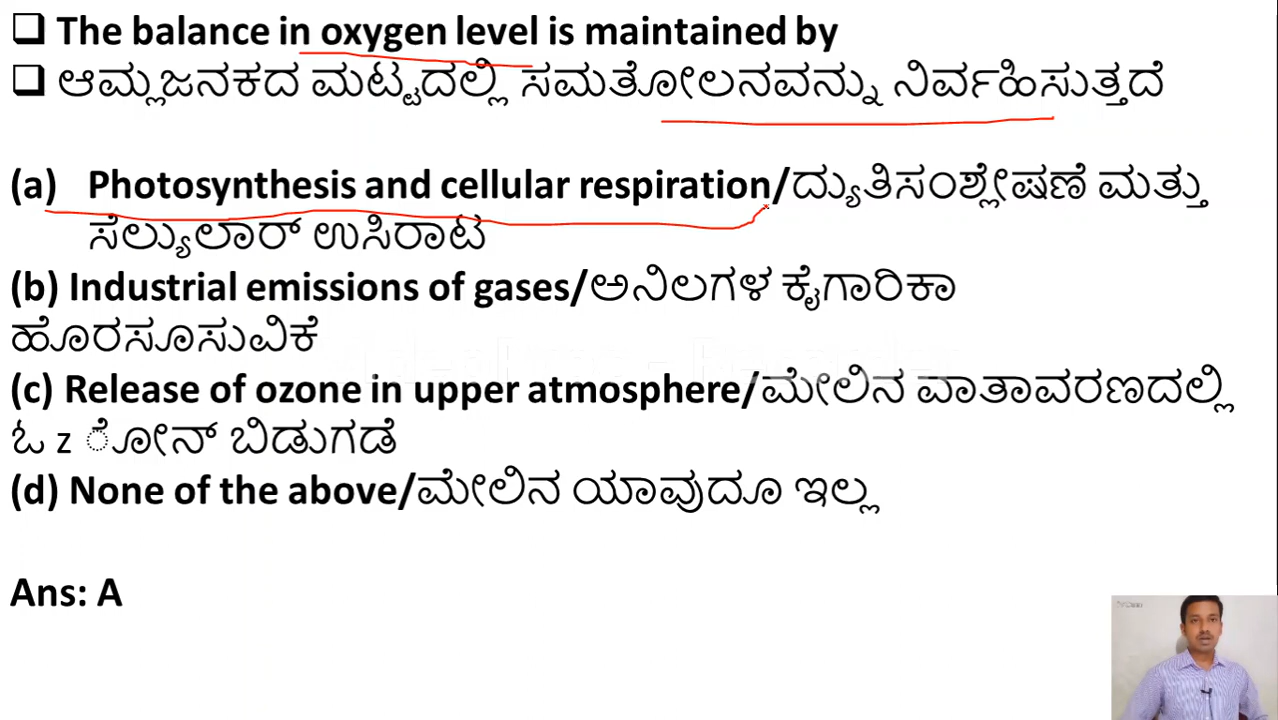 ❑ The balance in oxygen level is maintained by
❑ ಆಮ್ಲಜನಕದ ಮಟ್ಟದಲ್ಲಿ ಸಮತೋಲನವನ್ನು ನಿರ್ವಹಿಸುತ್ತದೆ
(a) Photosynthesis and cellular respiration/ದ್ಯುತಿಸಂಶ್ಲೇಷಣೆ ಮತ್ತು
ಸೆಲ್ಯುಲಾರ್ ಉಸಿರಾಟ
(b) Industrial emissions of gases/ಅನಿಲಗಳ ಕೈಗಾರಿಕಾ
ಹೊರಸೂಸುವಿಕೆ
(c) Release of ozone in upper atmosphere/ಮೇಲಿನ ವಾತಾವರಣದಲ್ಲಿ
ಓ z ೋನ್ ಬಿಡುಗಡೆ
(d) None of the above/ಮೇಲಿನ ಯಾವುದೂ ಇಲ್ಲ
Ans: A